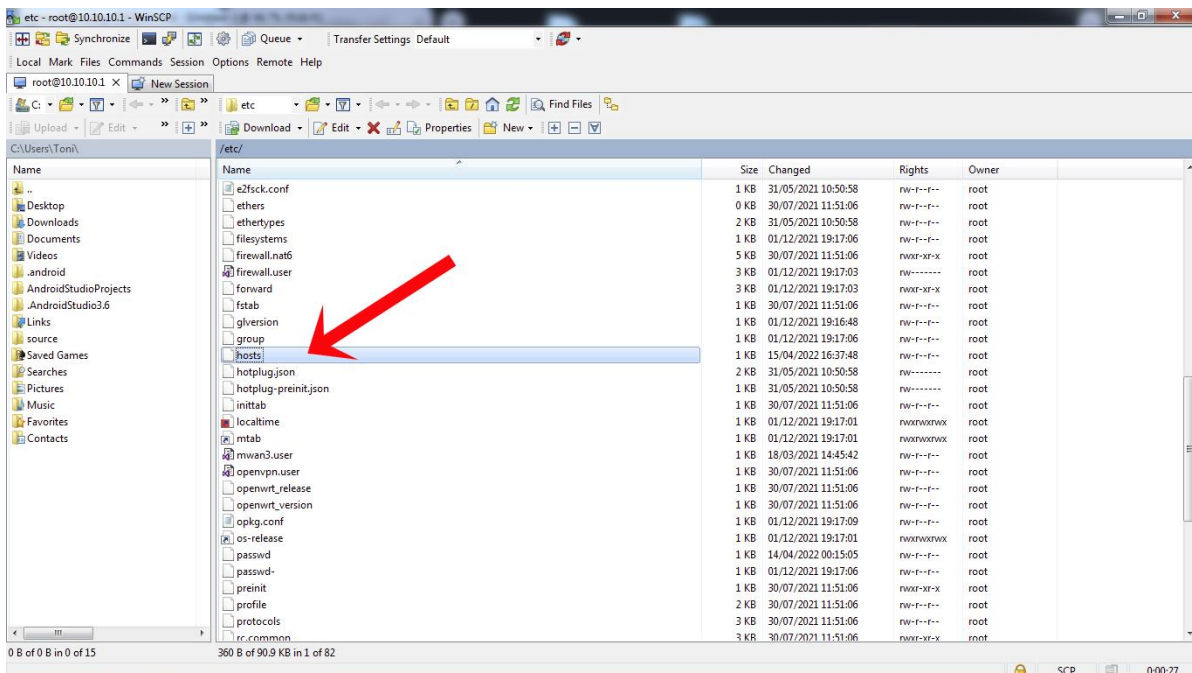 etc - root@10.10.10.1 - WinSCP
Synchronize Queue Transfer Settings Default
Local Mark Files Commands Session Options Remote Help
root@10.10.10.1 New Session
C: » » etc Find Files
Upload Edit » » Download Edit Properties New
C:\Users\Toni\ /etc/
Name Name Size Changed Rights Owner
.. e2fsck.conf 1 KB 31/05/2021 10:50:58 rw-r--r-- root
Desktop ethers 0 KB 30/07/2021 11:51:06 rw-r--r-- root
Downloads ethertypes 2 KB 31/05/2021 10:50:58 rw-r--r-- root
Documents filesystems 1 KB 01/12/2021 19:17:06 rw-r--r-- root
Videos firewall.nat6 5 KB 30/07/2021 11:51:06 rwxr-xr-x root
.android firewall.user 3 KB 01/12/2021 19:17:03 rw------- root
AndroidStudioProjects forward 3 KB 01/12/2021 19:17:03 rwxr-xr-x root
.AndroidStudio3.6 fstab 1 KB 30/07/2021 11:51:06 rw-r--r-- root
Links glversion 1 KB 01/12/2021 19:16:48 rw-r--r-- root
source group 1 KB 01/12/2021 19:17:06 rw-r--r-- root
Saved Games hosts 1 KB 15/04/2022 16:37:48 rw-r--r-- root
Searches hotplug.json 2 KB 31/05/2021 10:50:58 rw------- root
Pictures hotplug-preinit.json 1 KB 31/05/2021 10:50:58 rw------- root
Music inittab 1 KB 30/07/2021 11:51:06 rw-r--r-- root
Favorites localtime 1 KB 01/12/2021 19:17:01 rwxrwxrwx root
Contacts mtab 1 KB 01/12/2021 19:17:01 rwxrwxrwx root
mwan3.user 1 KB 18/03/2021 14:45:42 rw-r--r-- root
openvpn.user 1 KB 30/07/2021 11:51:06 rw-r--r-- root
openwrt_release 1 KB 30/07/2021 11:51:06 rw-r--r-- root
openwrt_version 1 KB 30/07/2021 11:51:06 rw-r--r-- root
opkg.conf 1 KB 01/12/2021 19:17:09 rw-r--r-- root
os-release 1 KB 01/12/2021 19:17:01 rwxrwxrwx root
passwd 1 KB 14/04/2022 00:15:05 rw-r--r-- root
passwd- 1 KB 01/12/2021 19:17:06 rw-r--r-- root
preinit 1 KB 30/07/2021 11:51:06 rwxr-xr-x root
profile 2 KB 30/07/2021 11:51:06 rw-r--r-- root
protocols 3 KB 30/07/2021 11:51:06 rw-r--r-- root
rc.common 3 KB 30/07/2021 11:51:06 rwxr-xr-x root
0 B of 0 B in 0 of 15 360 B of 90.9 KB in 1 of 82
SCP 0:00:27